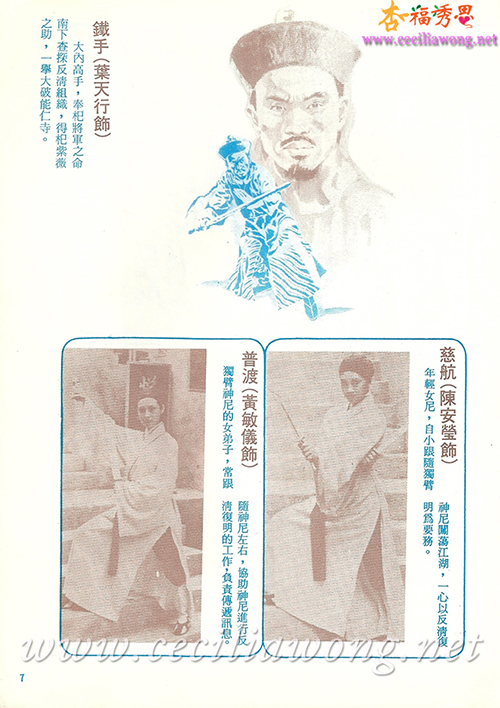 杏福秀思
www.ceciliawong.net
鐵手（葉天行飾）
大內高手，奉杞將軍之命
南下查探反清組織，得杞紫薇
之助，一舉大破能仁寺。
慈航（陳安瑩飾）
年輕女尼，自小跟隨獨臂
神尼闖蕩江湖，一心以反清復
明爲要務。
普渡（黃敏儀飾）
獨臂神尼的女弟子，常跟
隨神尼左右，協助神尼進行反
清復明的工作，負責傳遞訊息。
www.ceciliawong.net
7